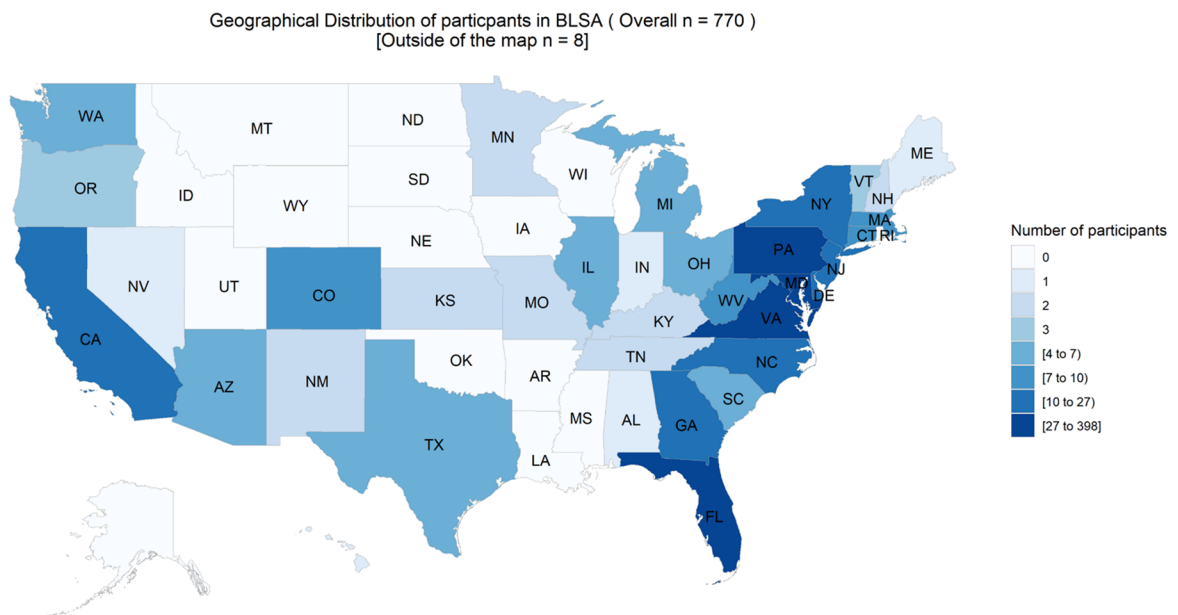 Geographical Distribution of particpants in BLSA ( Overall n = 770 )
[Outside of the map n = 8]
WA
MT
ND
MN
ME
OR
ID
SD
WI
MI
VT
NH
NY
MA
WY
IA
CT
RI
Number of participants
NE
PA
0
NV
UT
CO
KS
MO
IL
IN
OH
NJ
MD
DE
1
WV
2
CA
KY
VA
3
AZ
NM
OK
AR
TN
NC
[4 to 7)
SC
[7 to 10)
TX
MS
AL
GA
[10 to 27)
LA
[27 to 398]
FL